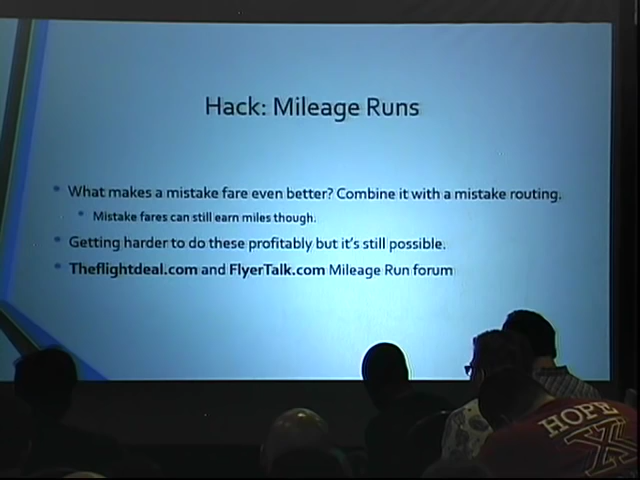 Hack: Mileage Runs
What makes a mistake fare even better? Combine it with a mistake routing.
Mistake fares can still earn miles though.
Getting harder to do these profitably but it's still possible.
Theflightdeal.com and FlyerTalk.com Mileage Run forum
HOPE
X